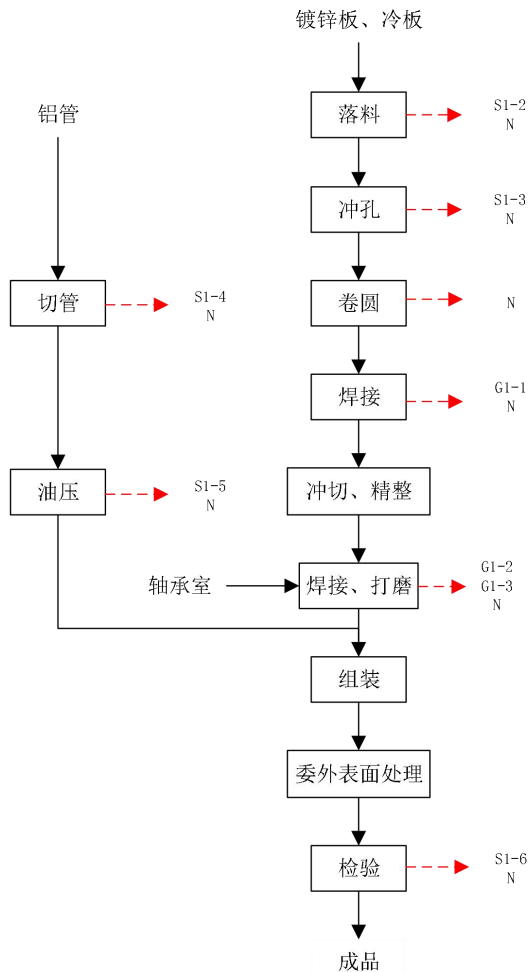 镀锌板、冷板
落料
S1-2
N
铝管
冲孔
S1-3
N
切管
S1-4
N
卷圆
N
焊接
G1-1
N
油压
S1-5
N
冲切、精整
轴承室
焊接、打磨
G1-2
G1-3
N
组装
委外表面处理
检验
S1-6
N
成品